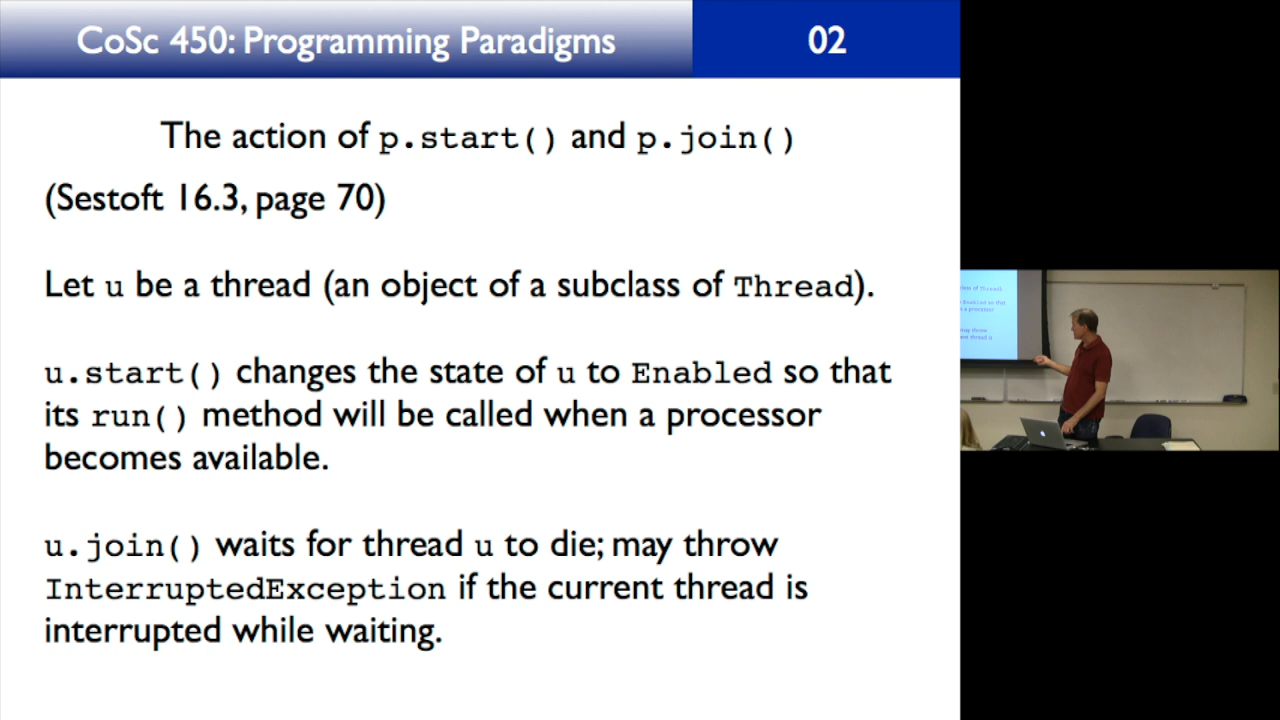 CoSc 450: Programming Paradigms
02
The action of p.start() and p.join()
(Sestoft 16.3, page 70)
Let u be a thread (an object of a subclass of Thread).
u.start() changes the state of u to Enabled so that
its run() method will be called when a processor
becomes available.
u.join() waits for thread u to die; may throw
InterruptedException if the current thread is
interrupted while waiting.